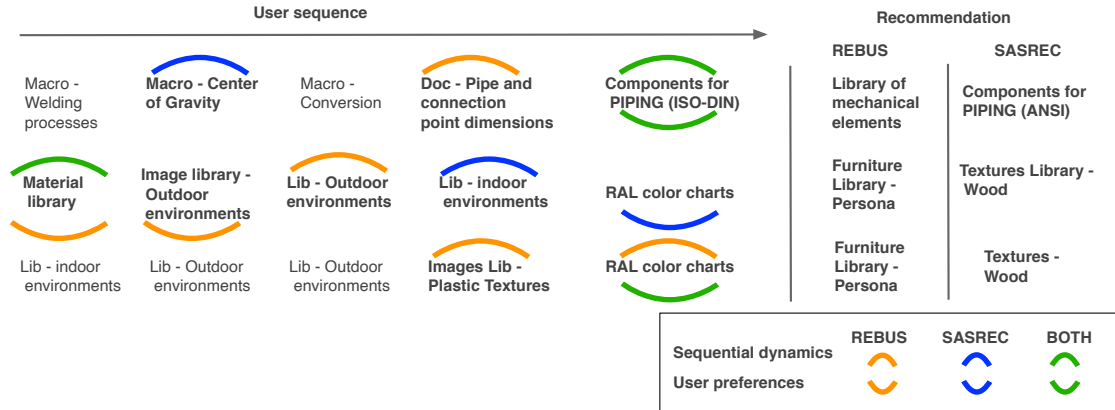 User sequence
Recommendation
REBUS SASREC
Macro - Welding processes
Macro - Center of Gravity
Macro - Conversion
Doc - Pipe and connection point dimensions
Components for PIPING (ISO-DIN)
Library of mechanical elements
Components for PIPING (ANSI)
Material library
Image library - Outdoor environments
Lib - Outdoor environments
Lib - indoor environments
RAL color charts
Furniture Library - Persona
Textures Library - Wood
Lib - indoor environments
Lib - Outdoor environments
Lib - Outdoor environments
Images Lib - Plastic Textures
RAL color charts
Furniture Library - Persona
Textures - Wood
REBUS SASREC BOTH
Sequential dynamics
User preferences